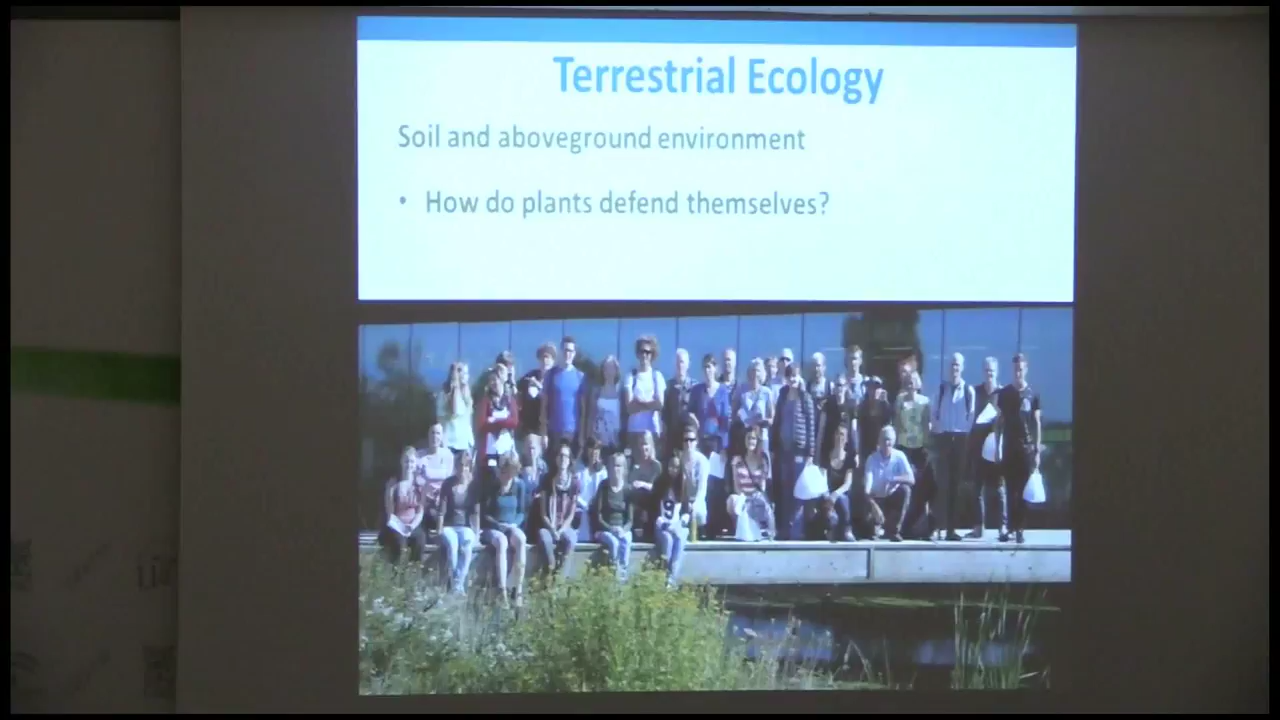 Terrestrial Ecology
Soil and aboveground environment
• How do plants defend themselves?